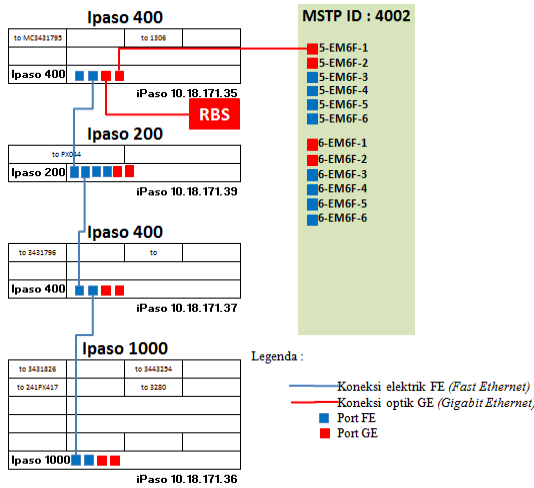 Ipaso 400
to MC3431795
to 1306
Ipaso 400
iPaso 10.18.171.35
RBS
Ipaso 200
to PX044
Ipaso 200
iPaso 10.18.171.39
Ipaso 400
to 3431796
to
Ipaso 400
iPaso 10.18.171.37
Ipaso 1000
to 3431826
to 3443254
to 241PX417
to 3280
Ipaso 1000
iPaso 10.18.171.36
MSTP ID : 4002
5-EM6F-1
5-EM6F-2
5-EM6F-3
5-EM6F-4
5-EM6F-5
5-EM6F-6
6-EM6F-1
6-EM6F-2
6-EM6F-3
6-EM6F-4
6-EM6F-5
6-EM6F-6
Legenda :
Koneksi elektrik FE (Fast Ethernet)
Koneksi optik GE (Gigabit Ethernet)
Port FE
Port GE